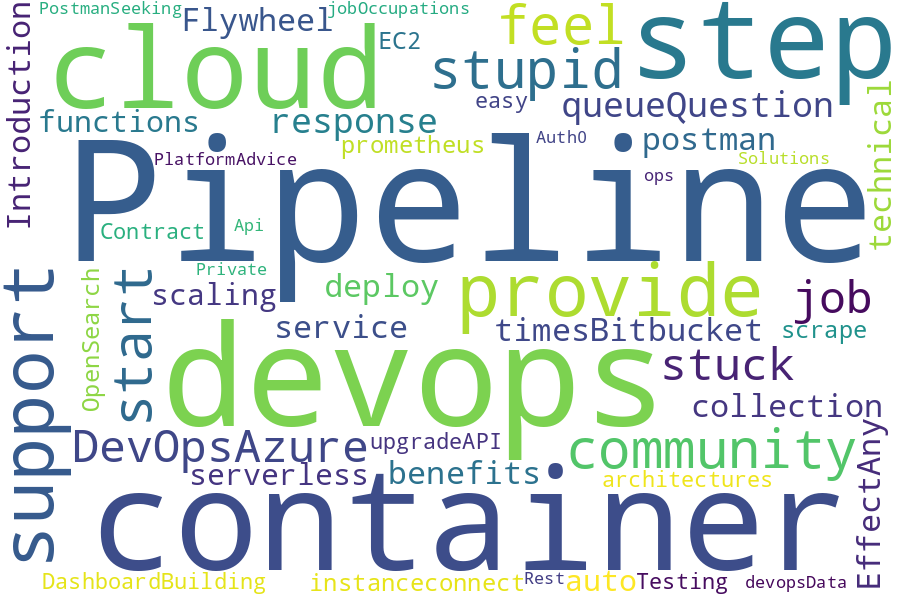 PostmanSeeking
jobOccupations
Introduction
Flywheel
feel
step
cloud
EC2
stupid
easy
queueQuestion
technical
functions
response
Auth0
postman
prometheus
Solutions
PlatformAdvice
ops
Pipeline
Contract
Api
Private
support
start
OpenSearch
scaling
deploy
provide
job
service
timesBitbucket
scrape
devops
stuck
collection
EffectAny
DevOpsAzure
upgradeAPI
community
serverless
benefits
architectures
container
DashboardBuilding
instanceconnect
Rest
auto
Testing
devopsData